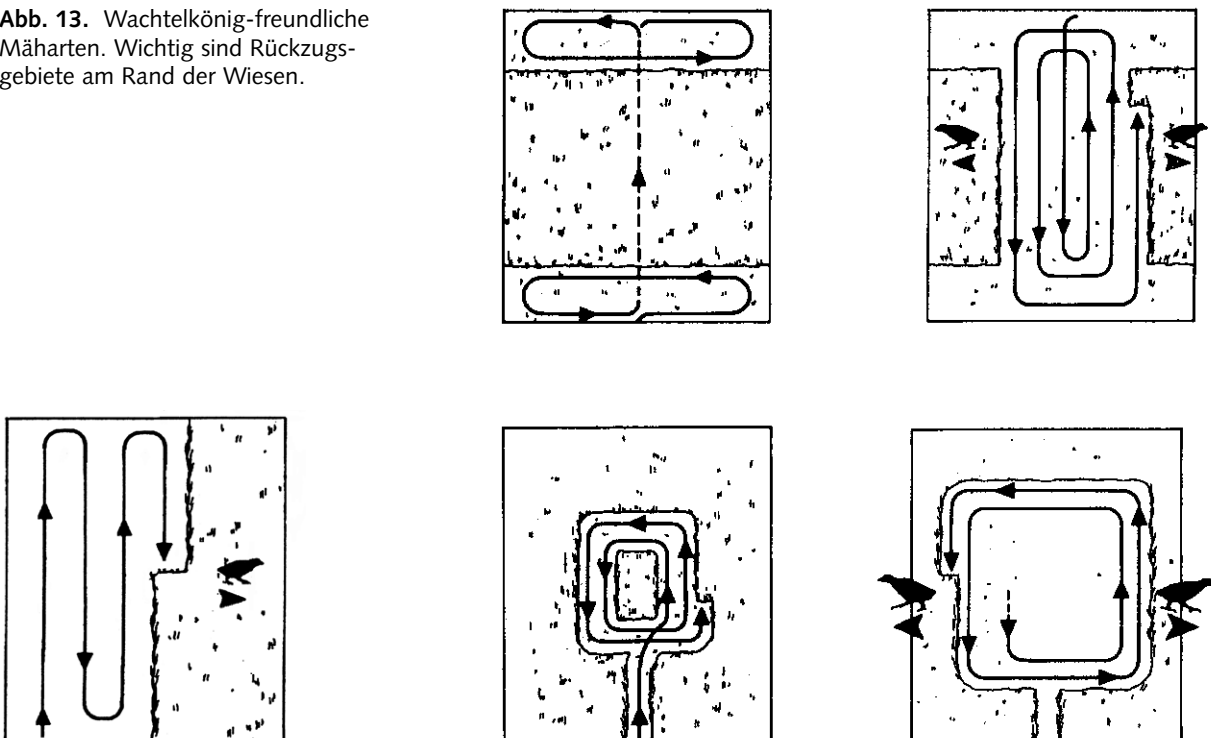 Abb. 13. Wachtelkönig-freundliche
Mäharten. Wichtig sind Rückzugs-
gebiete am Rand der Wiesen.